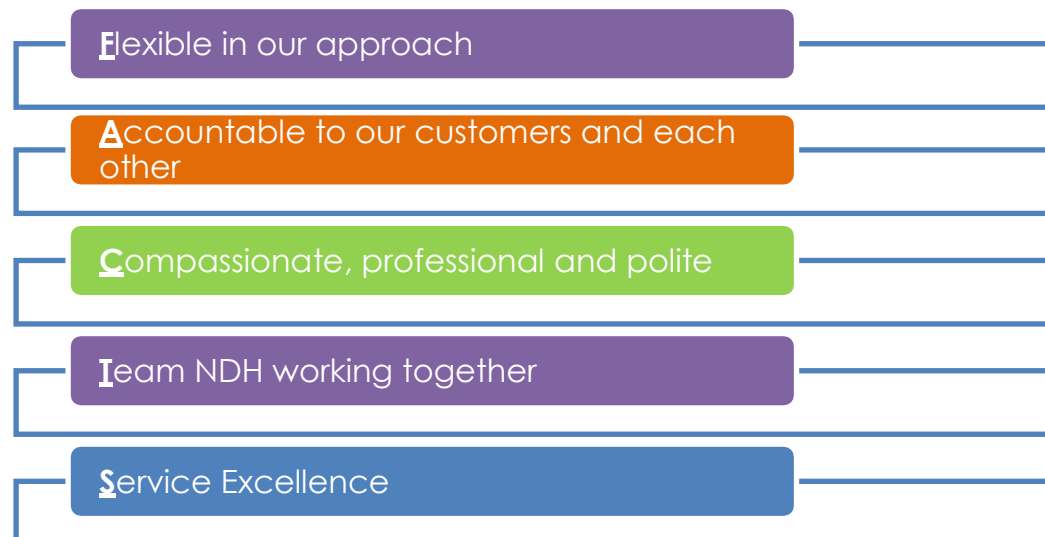 Flexible in our approach
Accountable to our customers and each
other
Compassionate, professional and polite
Team NDH working together
Service Excellence